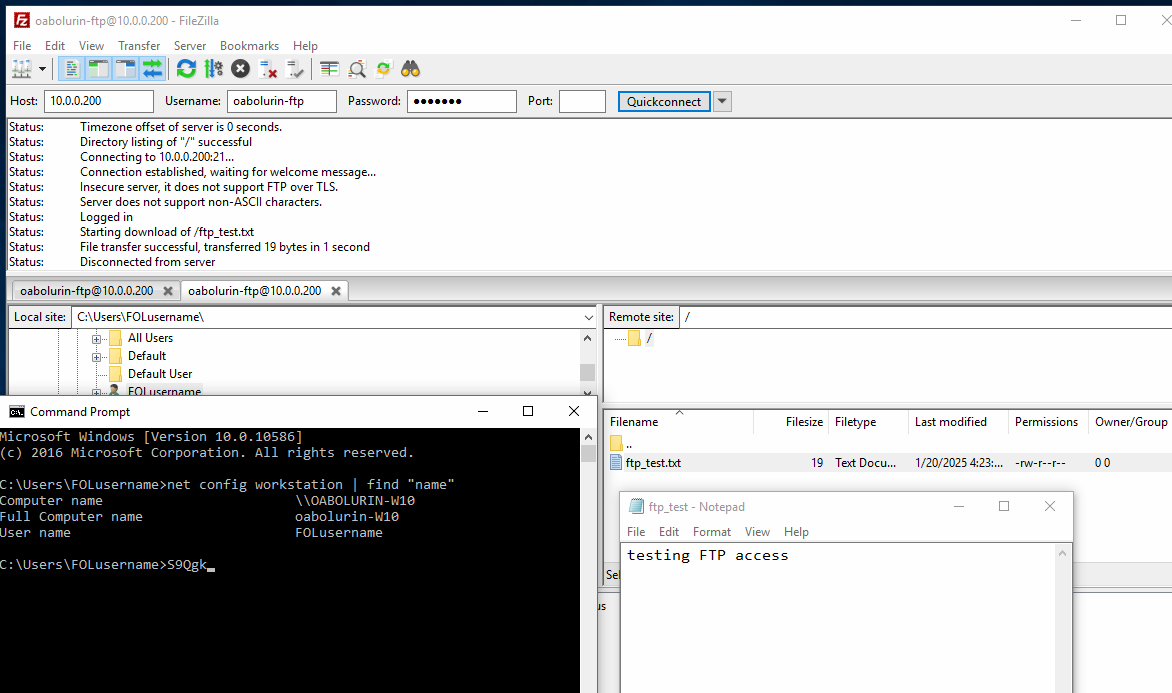 oabolurin-ftp@10.0.0.200 - FileZilla
File Edit View Transfer Server Bookmarks Help
Host: 10.0.0.200 Username: oabolurin-ftp Password: ●●●●●●● Port: Quickconnect
Status: Timezone offset of server is 0 seconds.
Status: Directory listing of "/" successful
Status: Connecting to 10.0.0.200:21...
Status: Connection established, waiting for welcome message...
Status: Insecure server, it does not support FTP over TLS.
Status: Server does not support non-ASCII characters.
Status: Logged in
Status: Starting download of /ftp_test.txt
Status: File transfer successful, transferred 19 bytes in 1 second
Status: Disconnected from server
oabolurin-ftp@10.0.0.200 oabolurin-ftp@10.0.0.200
Local site: C:\Users\FOLusername\
All Users
Default
Default User
FOLusername
Remote site: /
/
Filename Filesize Filetype Last modified Permissions Owner/Group
..
ftp_test.txt 19 Text Docu... 1/20/2025 4:23:... -rw-r--r-- 0 0
Command Prompt
Microsoft Windows [Version 10.0.10586]
(c) 2016 Microsoft Corporation. All rights reserved.
C:\Users\FOLusername>net config workstation | find "name"
Computer name \\OABOLURIN-W10
Full Computer name oabolurin-W10
User name FOLusername
C:\Users\FOLusername>S9Qgk_
ftp_test - Notepad
File Edit Format View Help
testing FTP access